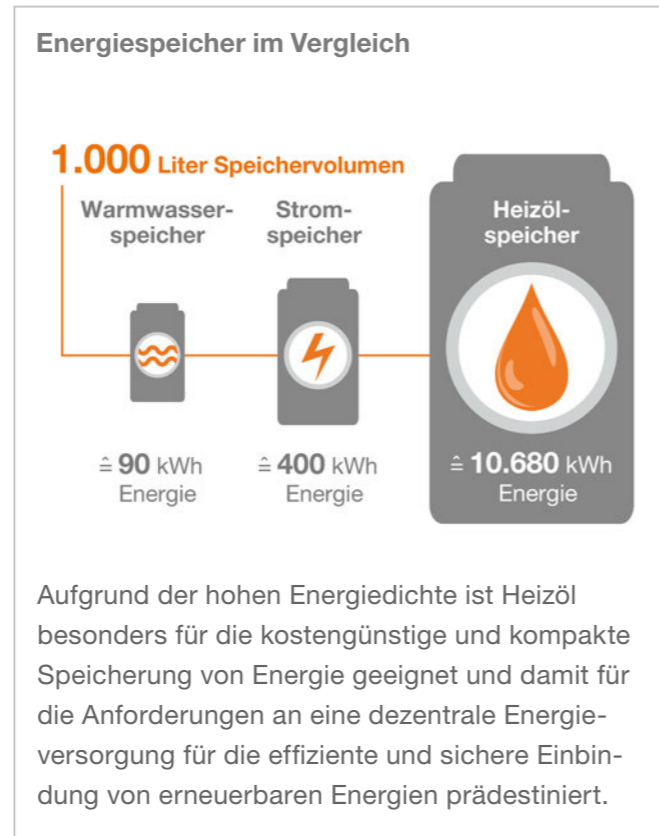 Energiespeicher im Vergleich
1.000 Liter Speichervolumen
Warmwasser-
speicher
Strom-
speicher
Heizöl-
speicher
≙ 90 kWh
Energie
≙ 400 kWh
Energie
≙ 10.680 kWh
Energie
Aufgrund der hohen Energiedichte ist Heizöl
besonders für die kostengünstige und kompakte
Speicherung von Energie geeignet und damit für
die Anforderungen an eine dezentrale Energie-
versorgung für die effiziente und sichere Einbin-
dung von erneuerbaren Energien prädestiniert.